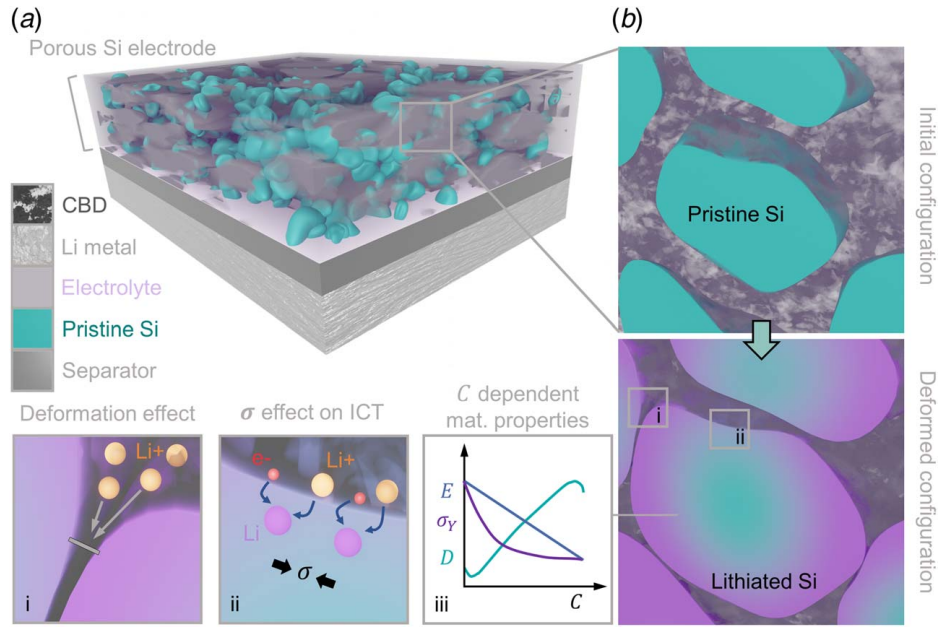 (a)
Porous Si electrode
CBD
Li metal
Electrolyte
Pristine Si
Separator
(b)
Pristine Si
Initial configuration
i
ii
Lithiated Si
Deformed configuration
Deformation effect
Li+
i
σ effect on ICT
e-
Li+
Li
σ
ii
C dependent
mat. properties
E
σY
D
C
iii